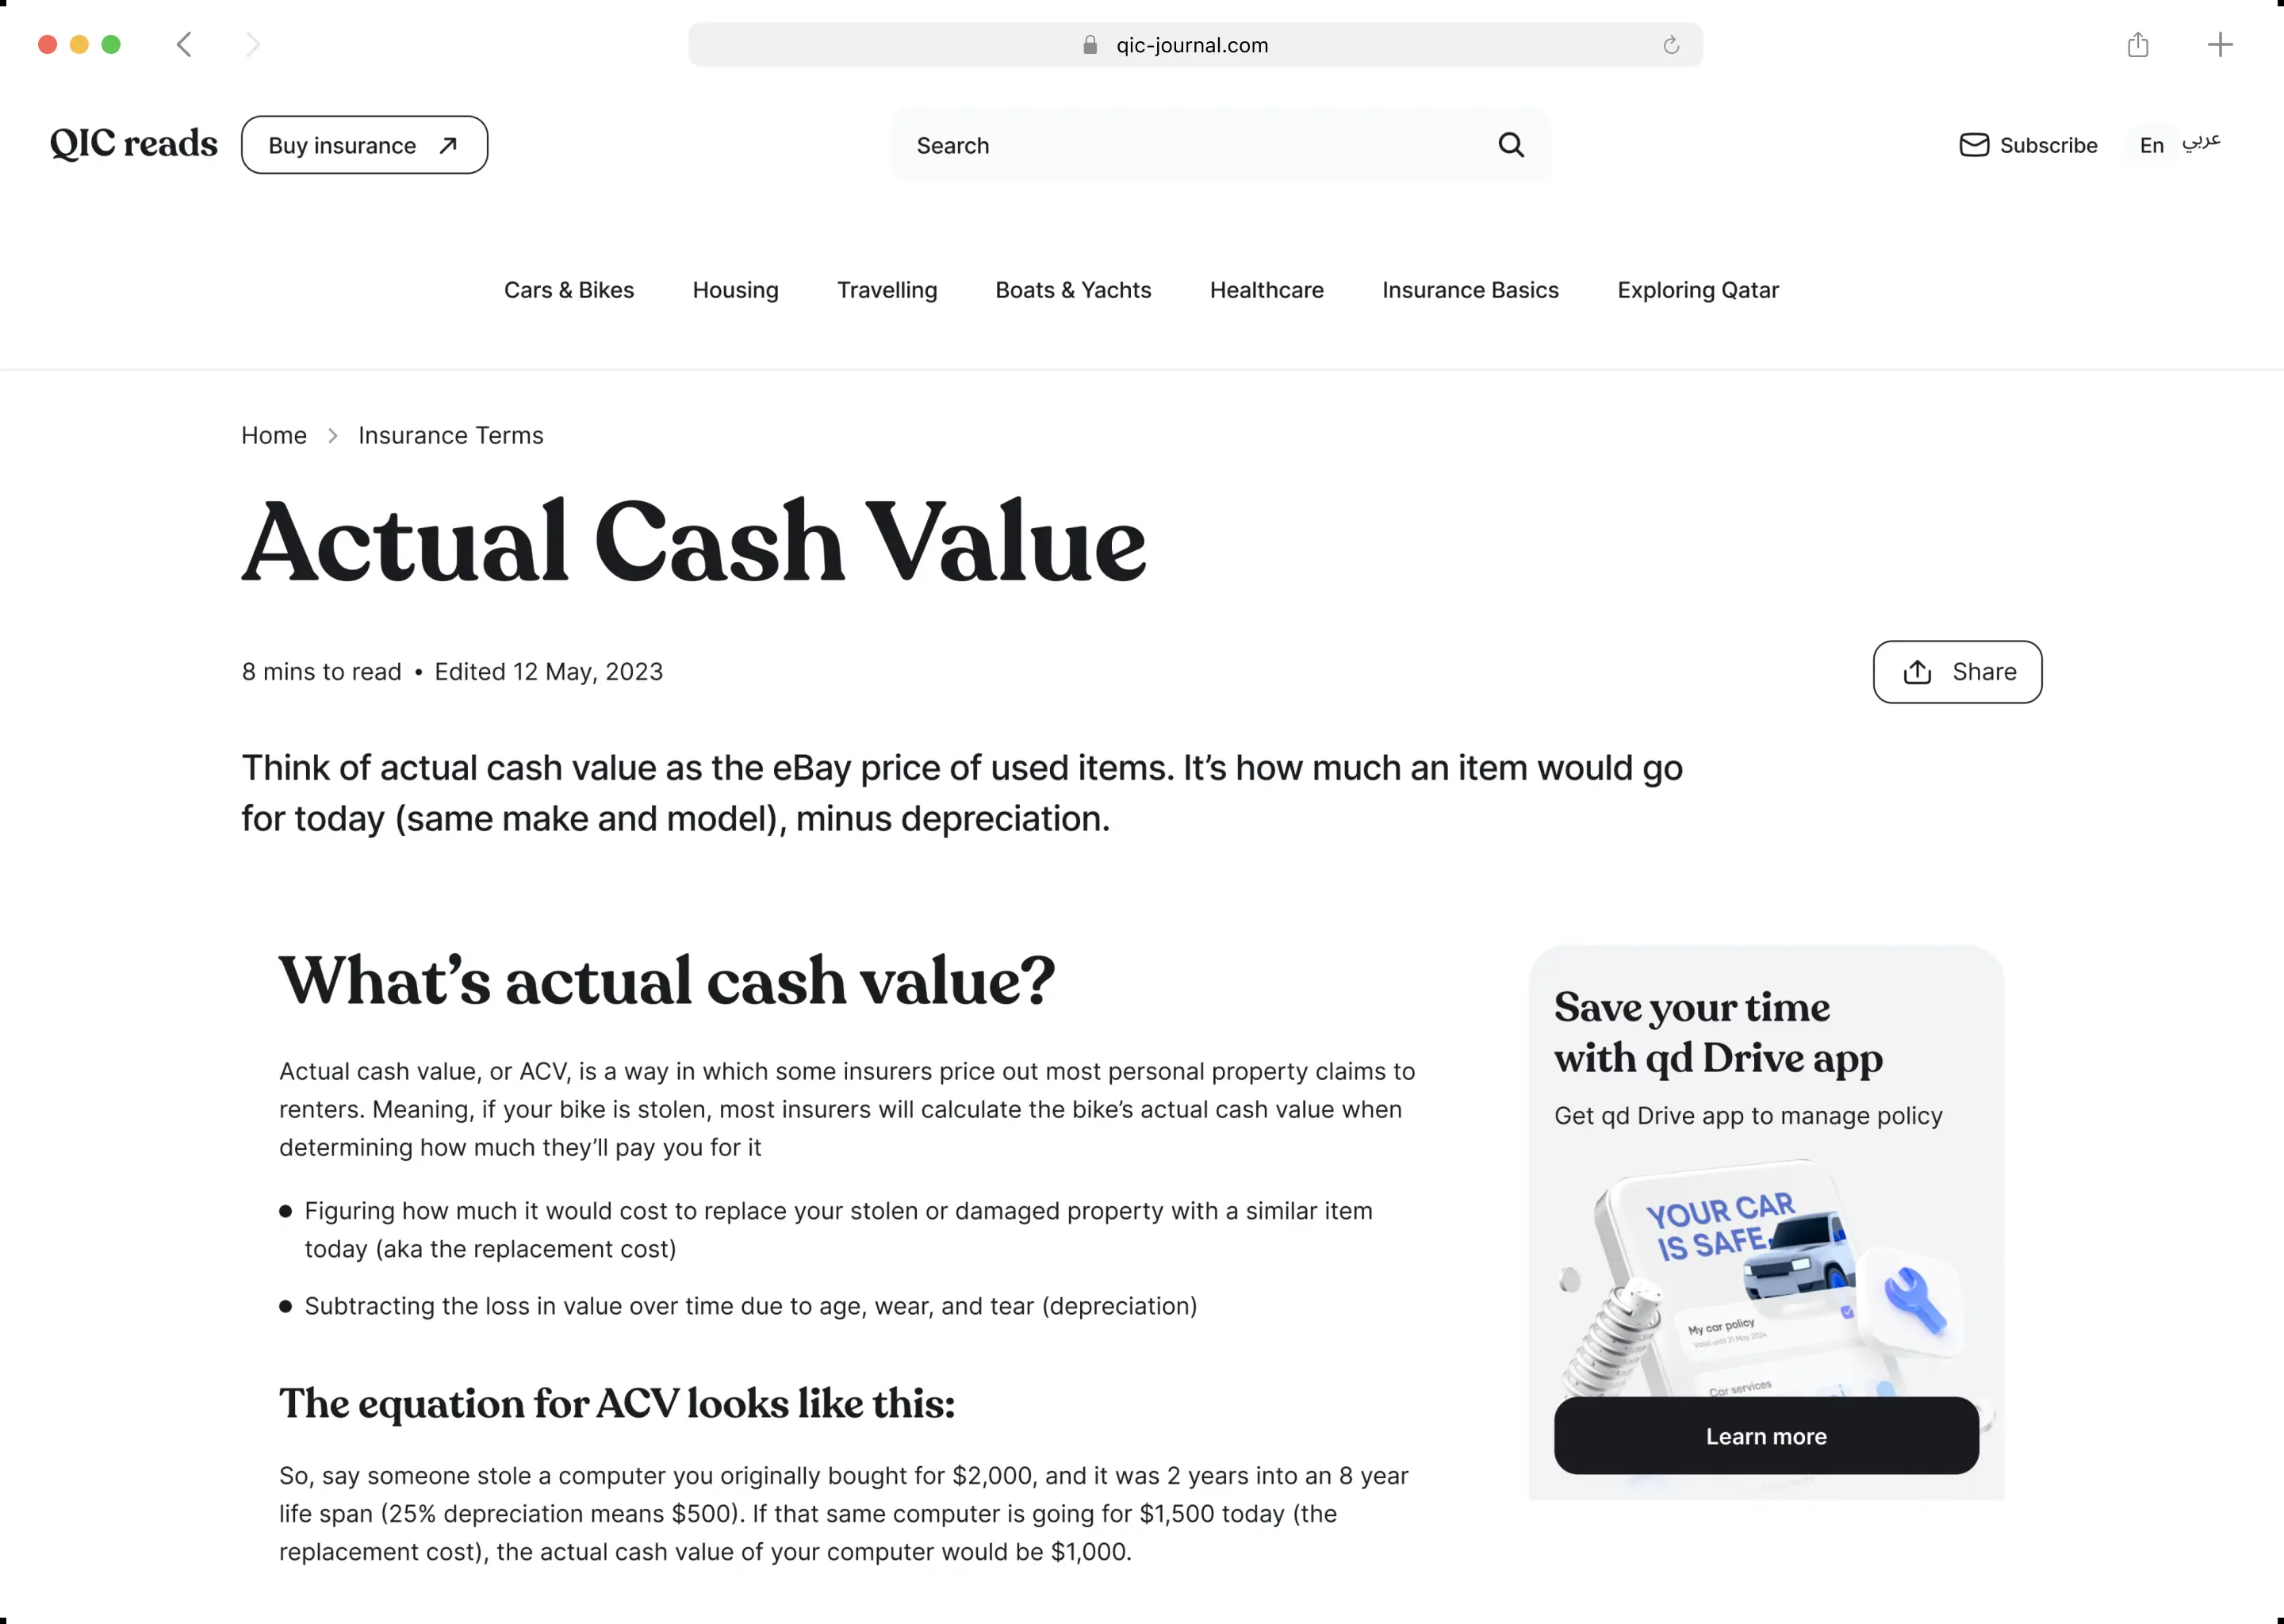 qic-journal.com
QIC reads
Buy insurance
Search
Subscribe
En
عربي
Cars & Bikes
Housing
Travelling
Boats & Yachts
Healthcare
Insurance Basics
Exploring Qatar
Home
Insurance Terms
Actual Cash Value
8 mins to read • Edited 12 May, 2023
Share
Think of actual cash value as the eBay price of used items. It’s how much an item would go
for today (same make and model), minus depreciation.
What’s actual cash value?
Actual cash value, or ACV, is a way in which some insurers price out most personal property claims to
renters. Meaning, if your bike is stolen, most insurers will calculate the bike’s actual cash value when
determining how much they’ll pay you for it
● Figuring how much it would cost to replace your stolen or damaged property with a similar item
today (aka the replacement cost)
● Subtracting the loss in value over time due to age, wear, and tear (depreciation)
The equation for ACV looks like this:
So, say someone stole a computer you originally bought for $2,000, and it was 2 years into an 8 year
life span (25% depreciation means $500). If that same computer is going for $1,500 today (the
replacement cost), the actual cash value of your computer would be $1,000.
Save your time
with qd Drive app
Get qd Drive app to manage policy
YOUR CAR
IS SAFE.
My car policy
Valid until 21 May 2024
Car services
Learn more